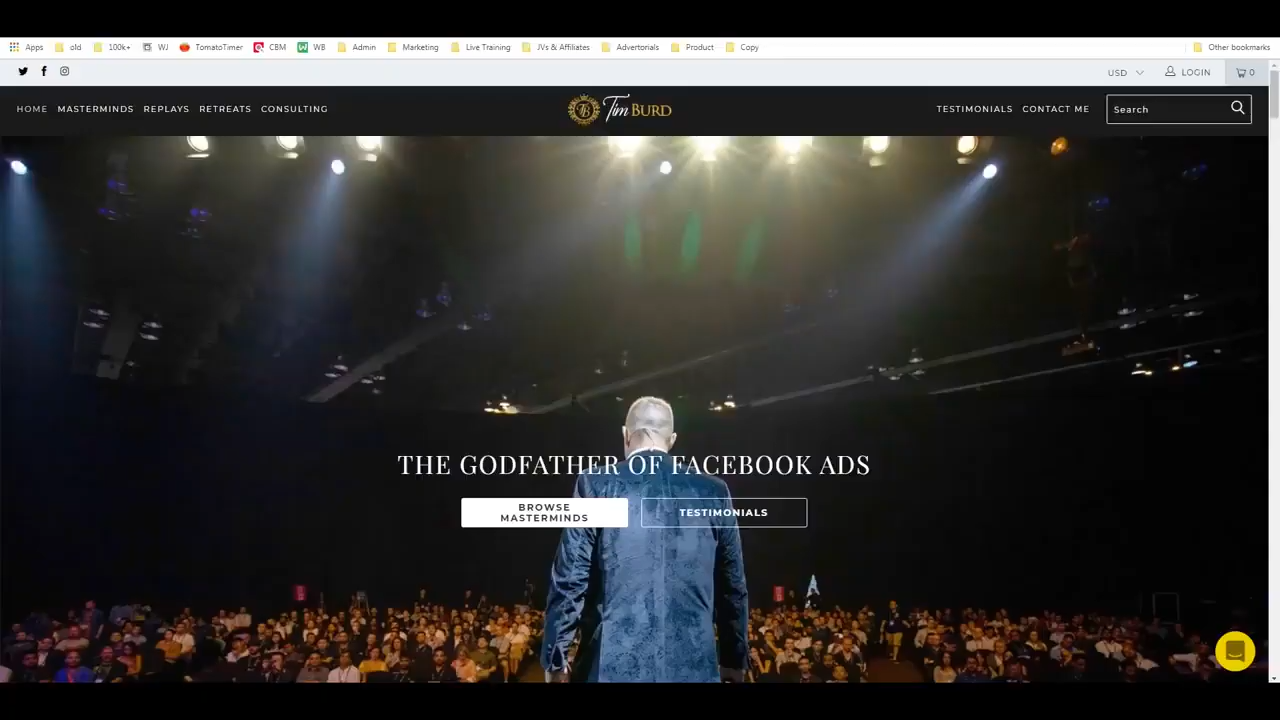 Apps old 100k+ WJ TomatoTimer CBM WB Admin Marketing Live Training JVs & Affiliates Advertorials Product Copy Other bookmarks
USD LOGIN 0
HOME MASTERMINDS REPLAYS RETREATS CONSULTING TB Tim BURD TESTIMONIALS CONTACT ME Search
THE GODFATHER OF FACEBOOK ADS
BROWSE
MASTERMINDS
TESTIMONIALS